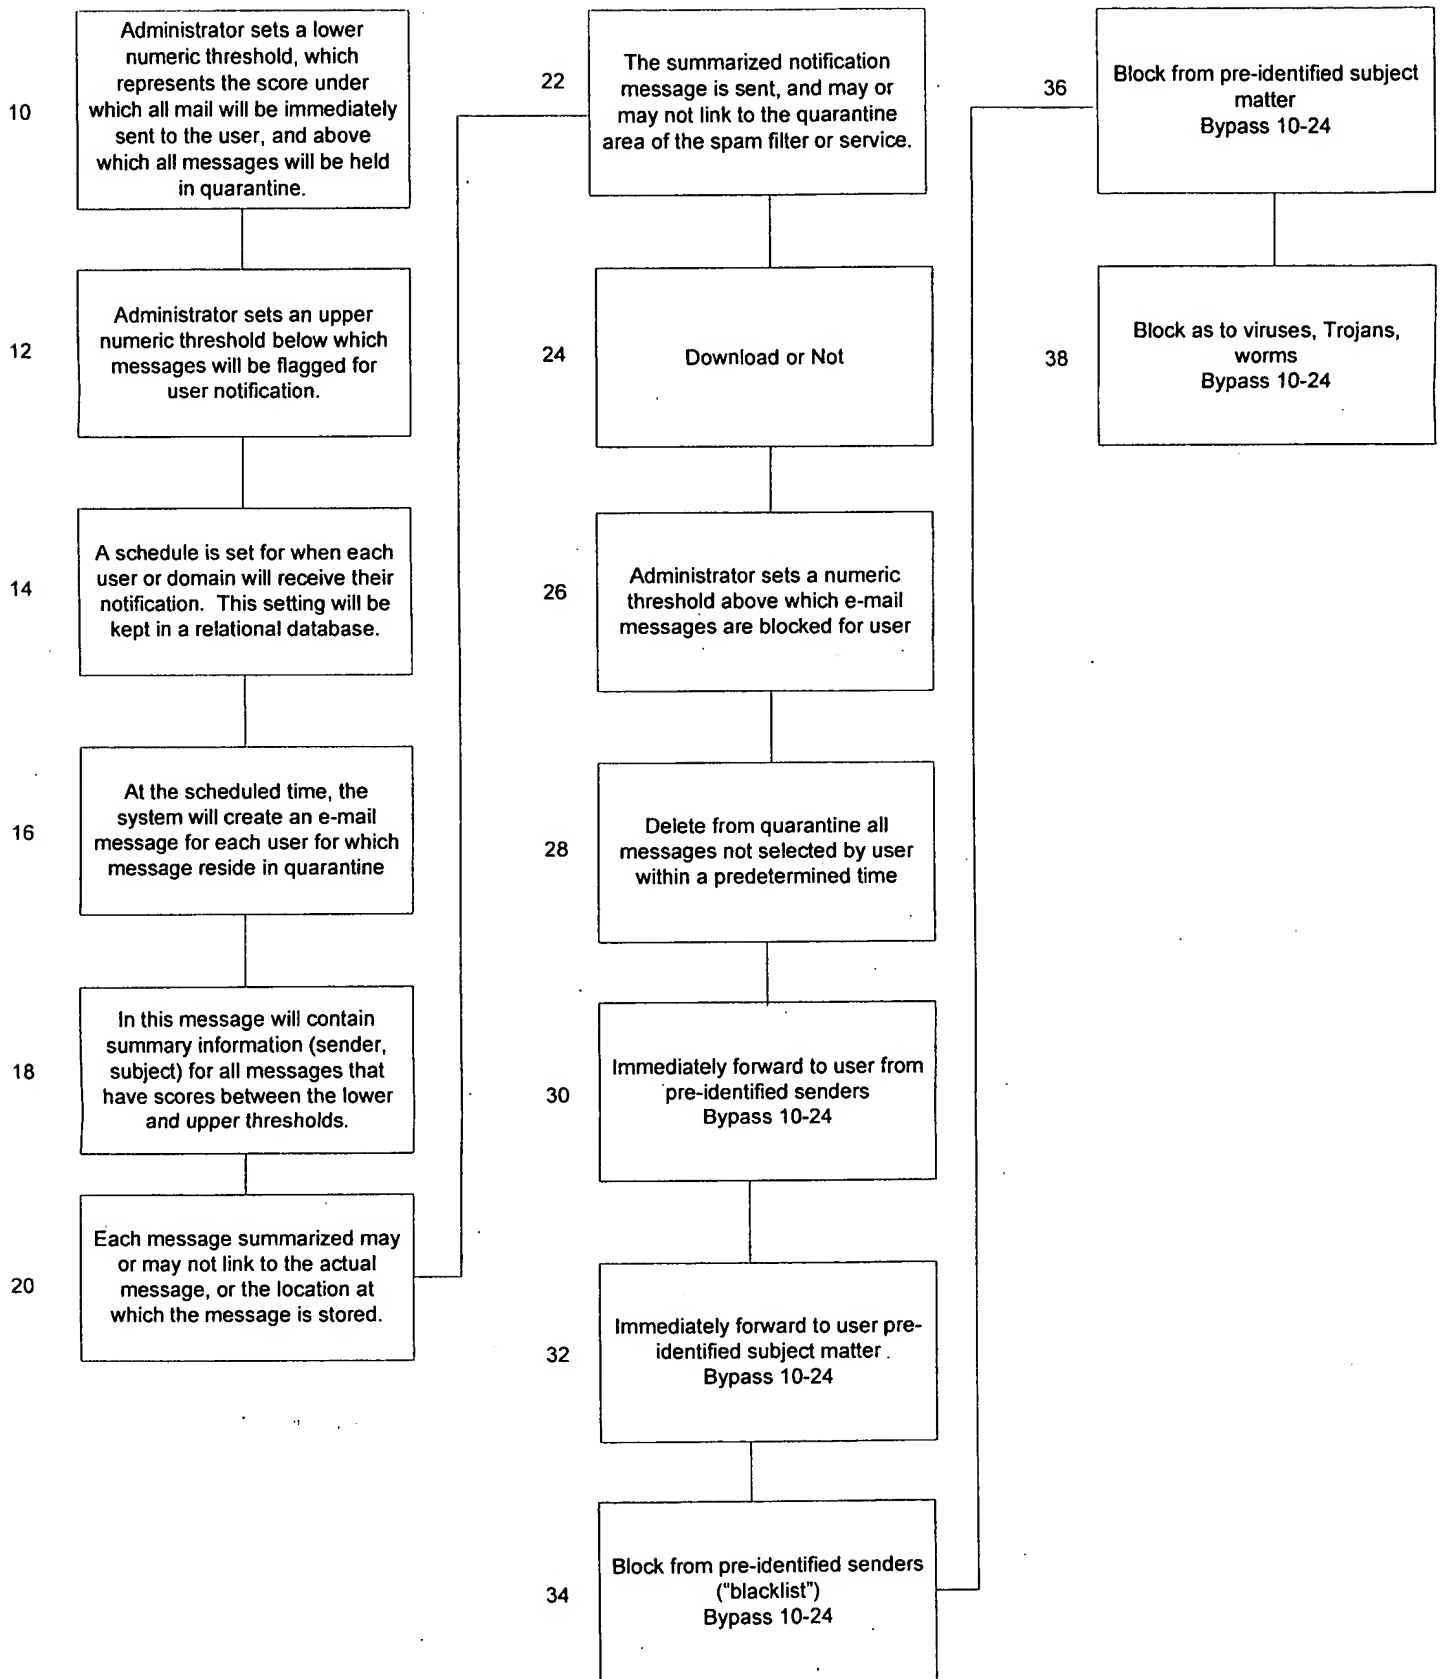 10
Administrator sets a lower
numeric threshold, which
represents the score under
which all mail will be immediately
sent to the user, and above
which all messages will be held
in quarantine.
12
Administrator sets an upper
numeric threshold below which
messages will be flagged for
user notification.
14
A schedule is set for when each
user or domain will receive their
notification. This setting will be
kept in a relational database.
16
At the scheduled time, the
system will create an e-mail
message for each user for which
message reside in quarantine
18
In this message will contain
summary information (sender,
subject) for all messages that
have scores between the lower
and upper thresholds.
20
Each message summarized may
or may not link to the actual
message, or the location at
which the message is stored.
22
The summarized notification
message is sent, and may or
may not link to the quarantine
area of the spam filter or service.
24
Download or Not
26
Administrator sets a numeric
threshold above which e-mail
messages are blocked for user
28
Delete from quarantine all
messages not selected by user
within a predetermined time
30
Immediately forward to user from
pre-identified senders
Bypass 10-24
32
Immediately forward to user pre-
identified subject matter
Bypass 10-24
34
Block from pre-identified senders
("blacklist")
Bypass 10-24
36
Block from pre-identified subject
matter
Bypass 10-24
38
Block as to viruses, Trojans,
worms
Bypass 10-24